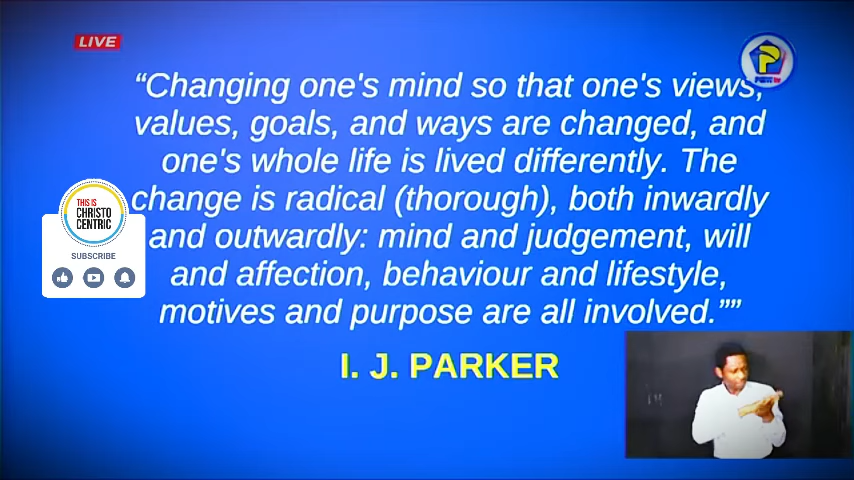 LIVE
“Changing one's mind so that one's views,
values, goals, and ways are changed, and
one's whole life is lived differently. The
change is radical (thorough), both inwardly
and outwardly: mind and judgement, will
and affection, behaviour and lifestyle,
motives and purpose are all involved.””
I. J. PARKER
THIS IS
CHRISTO
CENTRIC
SUBSCRIBE
P